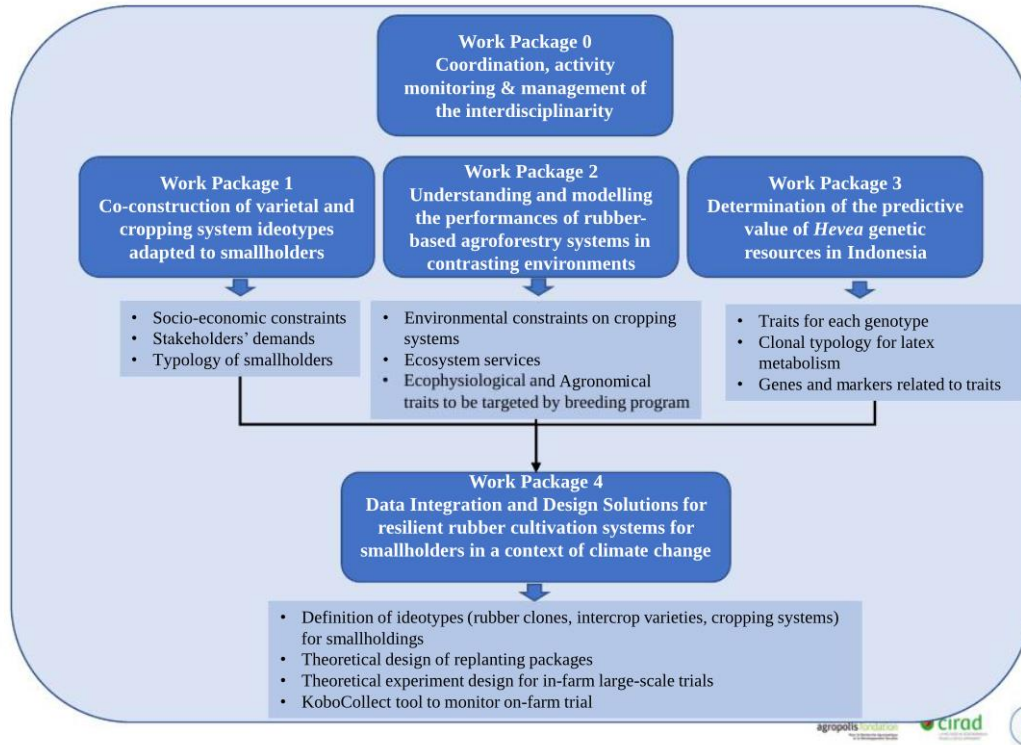 Work Package 0
Coordination, activity
monitoring & management of
the interdisciplinarity
Work Package 1
Co-construction of varietal and
cropping system ideotypes
adapted to smallholders
Work Package 2
Understanding and modelling
the performances of rubber-
based agroforestry systems in
contrasting environments
Work Package 3
Determination of the predictive
value of Hevea genetic
resources in Indonesia
• Socio-economic constraints
• Stakeholders’ demands
• Typology of smallholders
• Environmental constraints on cropping
systems
• Ecosystem services
• Ecophysiological and Agronomical
traits to be targeted by breeding program
• Traits for each genotype
• Clonal typology for latex
metabolism
• Genes and markers related to traits
Work Package 4
Data Integration and Design Solutions for
resilient rubber cultivation systems for
smallholders in a context of climate change
• Definition of ideotypes (rubber clones, intercrop varieties, cropping systems)
for smallholdings
• Theoretical design of replanting packages
• Theoretical experiment design for in-farm large-scale trials
• KoboCollect tool to monitor on-farm trial
agropolis fondation
cirad